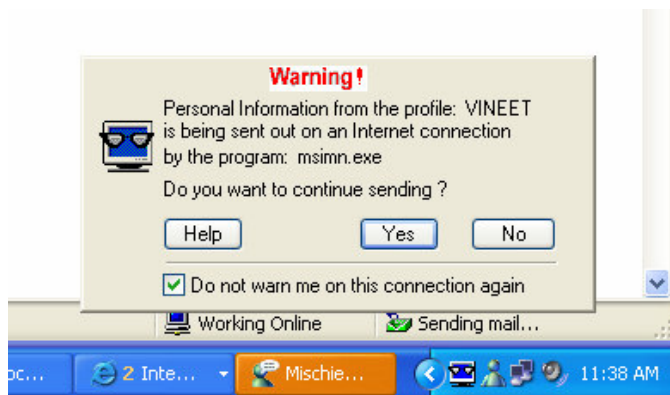 Warning!
Personal Information from the profile: VINEET
is being sent out on an Internet connection
by the program: msimn.exe
Do you want to continue sending ?
Help Yes No
Do not warn me on this connection again
Working Online Sending mail...
oc... 2 Inte... Mischie... 11:38 AM